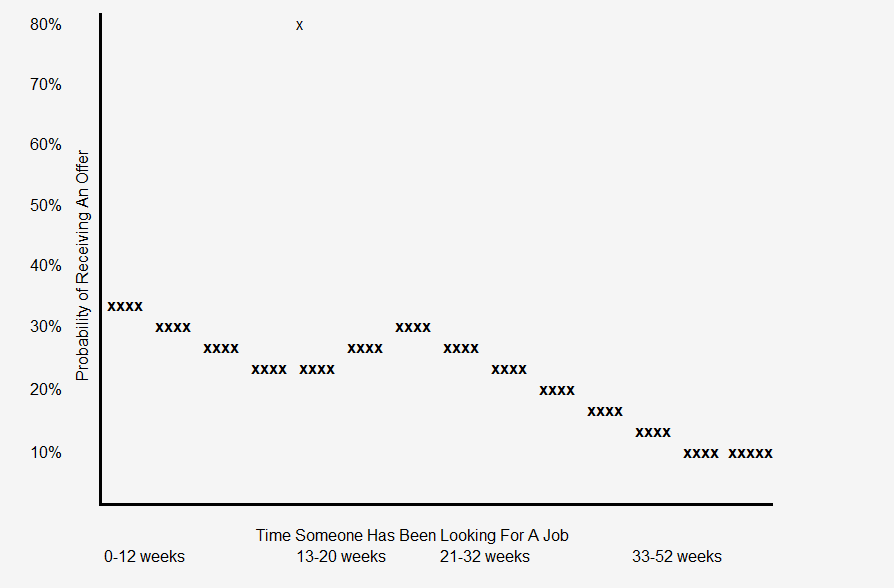 80%
x
70%
60%
50%
40%
Probability of Receiving An Offer
xxxx
30%
xxxx
xxxx
xxxx
xxxx
xxxx
xxxx
xxxx
xxxx
xxxx
20%
xxxx
xxxx
xxxx
10%
xxxx xxxxx
Time Someone Has Been Looking For A Job
0-12 weeks 13-20 weeks 21-32 weeks 33-52 weeks